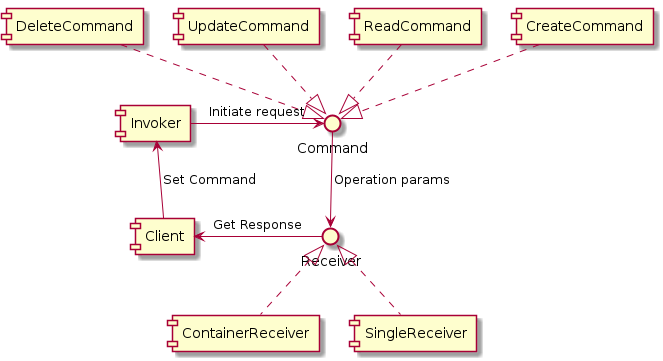 DeleteCommand
UpdateCommand
ReadCommand
CreateCommand
Initiate request
Invoker
Command
Set Command
Operation params
Get Response
Client
Receiver
ContainerReceiver
SingleReceiver